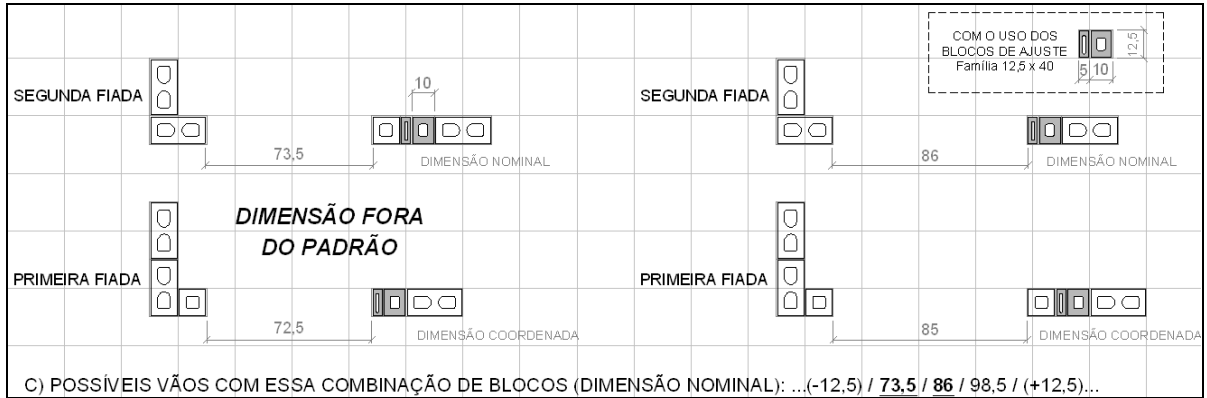 COM O USO DOS
BLOCOS DE AJUSTE
Família 12,5 x 40
12,5
5 10
SEGUNDA FIADA
10
73,5
DIMENSÃO NOMINAL
SEGUNDA FIADA
86
DIMENSÃO NOMINAL
DIMENSÃO FORA
DO PADRÃO
PRIMEIRA FIADA
72,5
DIMENSÃO COORDENADA
PRIMEIRA FIADA
85
DIMENSÃO COORDENADA
C) POSSÍVEIS VÃOS COM ESSA COMBINAÇÃO DE BLOCOS (DIMENSÃO NOMINAL): ...(-12,5) / 73,5 / 86 / 98,5 / (+12,5)...